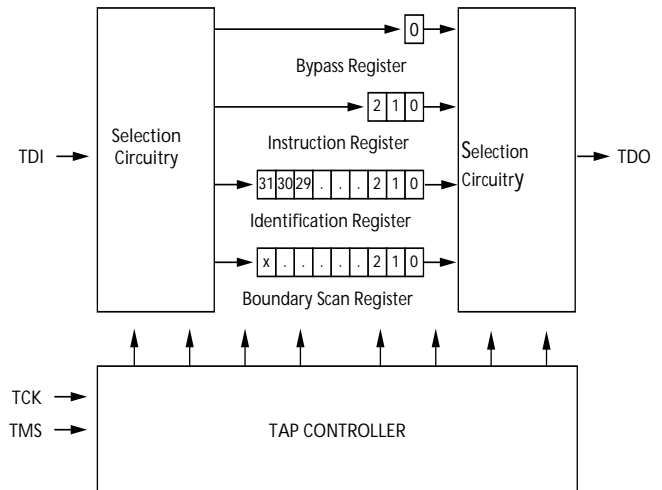 0
Bypass Register
2 1 0
Instruction Register
Selection
Circuitry
TDI
Selection
Circuitry
TDO
31 30 29 . . . 2 1 0
Identification Register
x . . . . . 2 1 0
Boundary Scan Register
TCK
TMS
TAP CONTROLLER